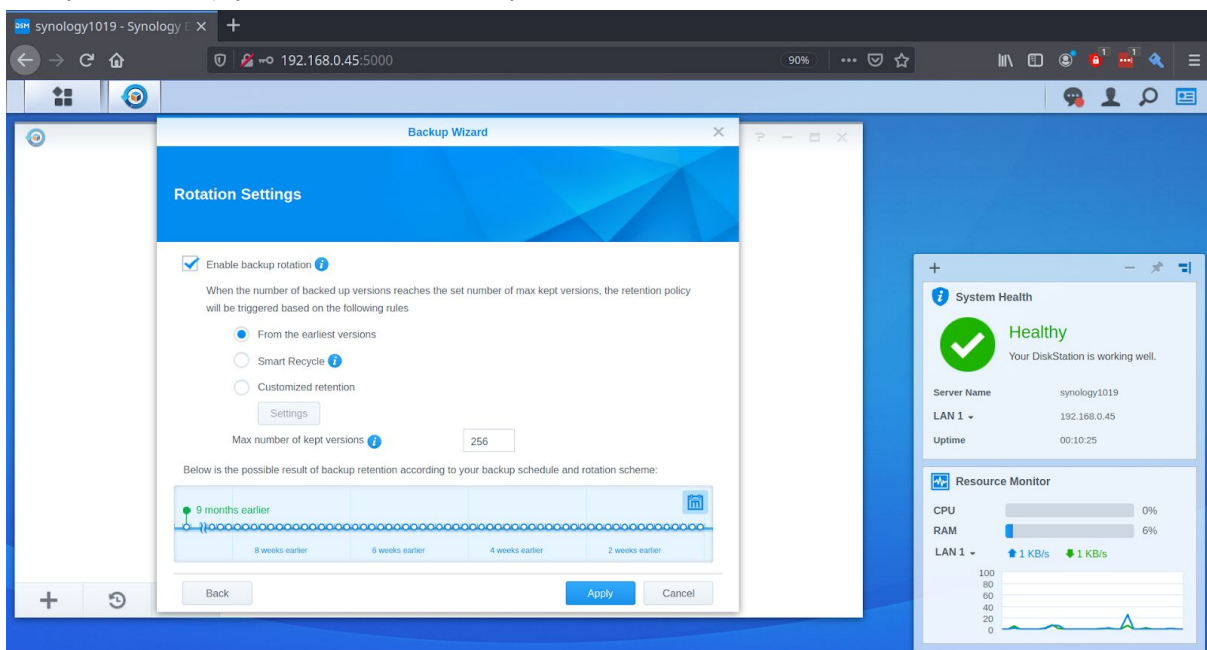 synology1019 - Synology D
192.168.0.45:5000
90%
1
1
Backup Wizard
Rotation Settings
Enable backup rotation
When the number of backed up versions reaches the set number of max kept versions, the retention policy
will be triggered based on the following rules
From the earliest versions
Smart Recycle
Customized retention
Settings
Max number of kept versions
256
Below is the possible result of backup retention according to your backup schedule and rotation scheme:
9 months earlier
8 weeks earlier
6 weeks earlier
4 weeks earlier
2 weeks earlier
Back
Apply
Cancel
System Health
Healthy
Your DiskStation is working well.
Server Name synology1019
LAN 1 192.168.0.45
Uptime 00:10:25
Resource Monitor
CPU 0%
RAM 6%
LAN 1 1 KB/s 1 KB/s
100
80
60
40
20
0